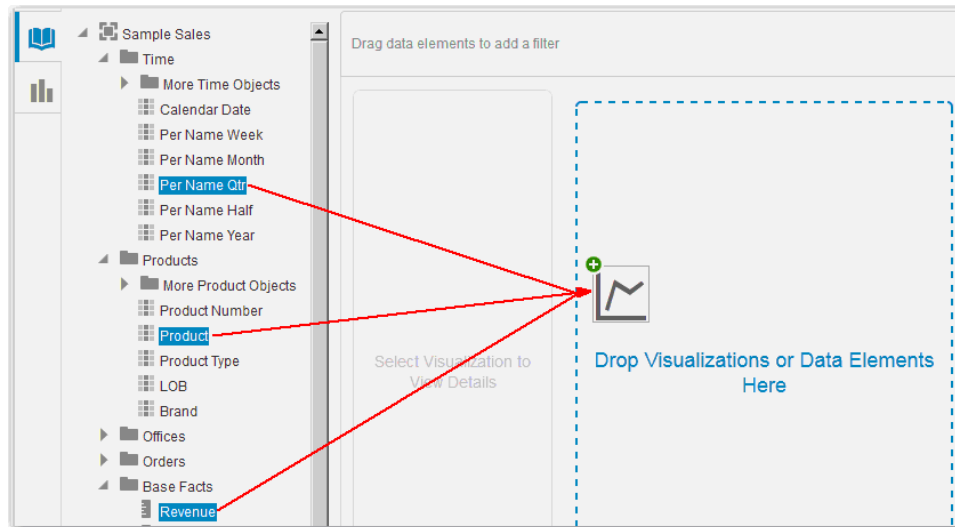 Sample Sales
Time
More Time Objects
Calendar Date
Per Name Week
Per Name Month
Per Name Qtr
Per Name Half
Per Name Year
Products
More Product Objects
Product Number
Product
Product Type
LOB
Brand
Offices
Orders
Base Facts
Revenue
Drag data elements to add a filter
Select Visualization to
View Details
Drop Visualizations or Data Elements
Here